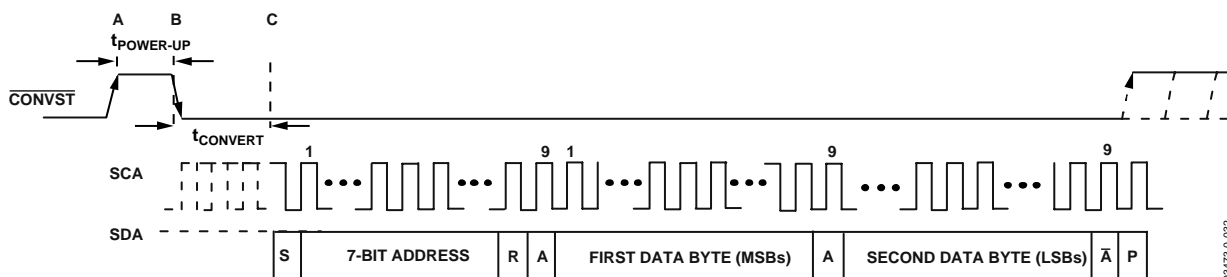 A B C
tPOWER-UP
CONVST
tCONVERT
1 9 1 9 9
SCA
SDA
S 7-BIT ADDRESS R A FIRST DATA BYTE (MSBs) A SECOND DATA BYTE (LSBs) A̅ P